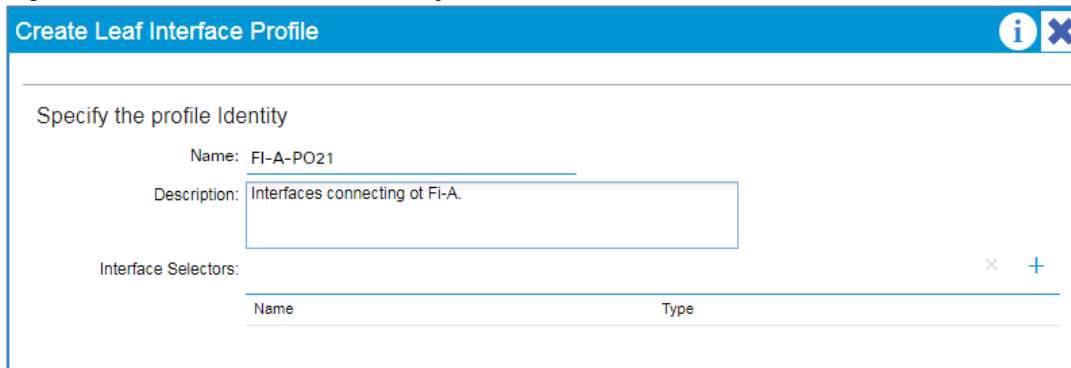 Create Leaf Interface Profile
Specify the profile Identity
Name: FI-A-PO21
Description: Interfaces connecting ot Fi-A.
Interface Selectors:
Name Type